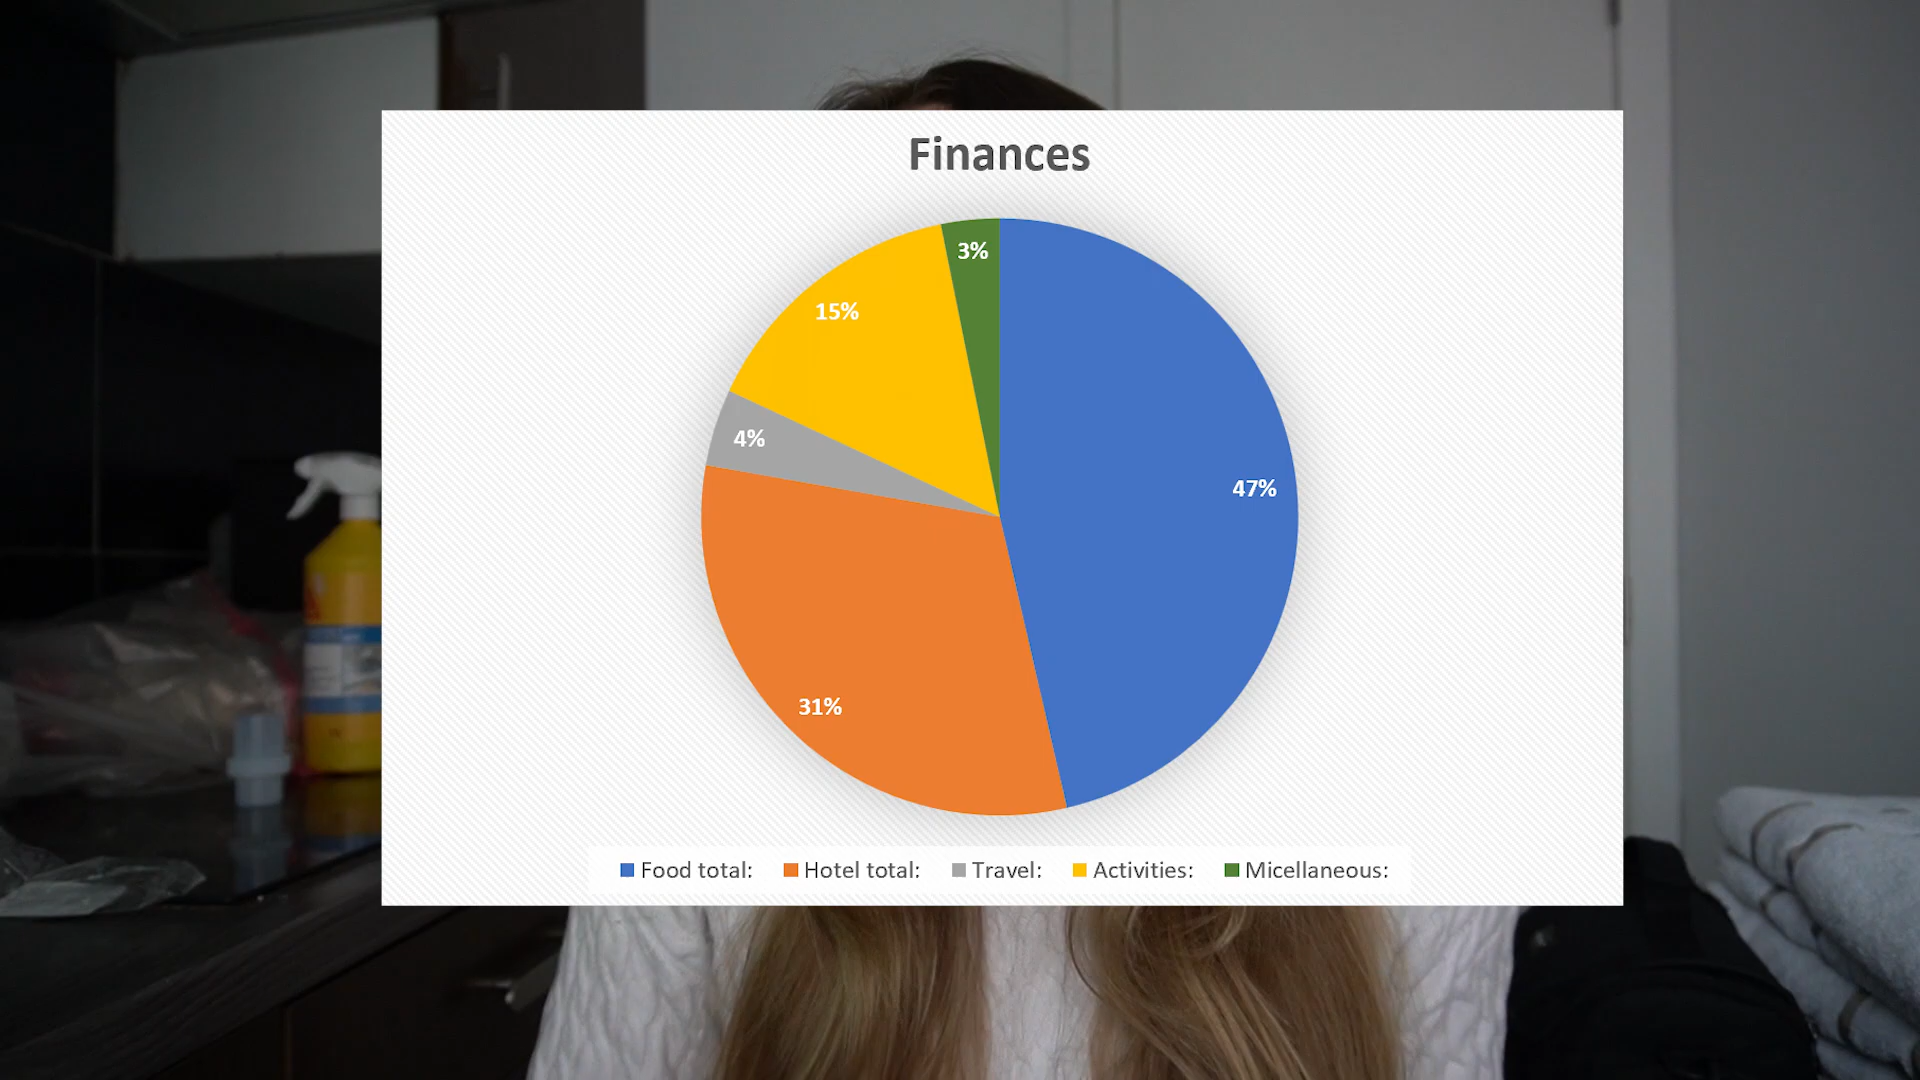 Finances
3%
15%
4%
47%
31%
Food total: Hotel total: Travel: Activities: Micellaneous: